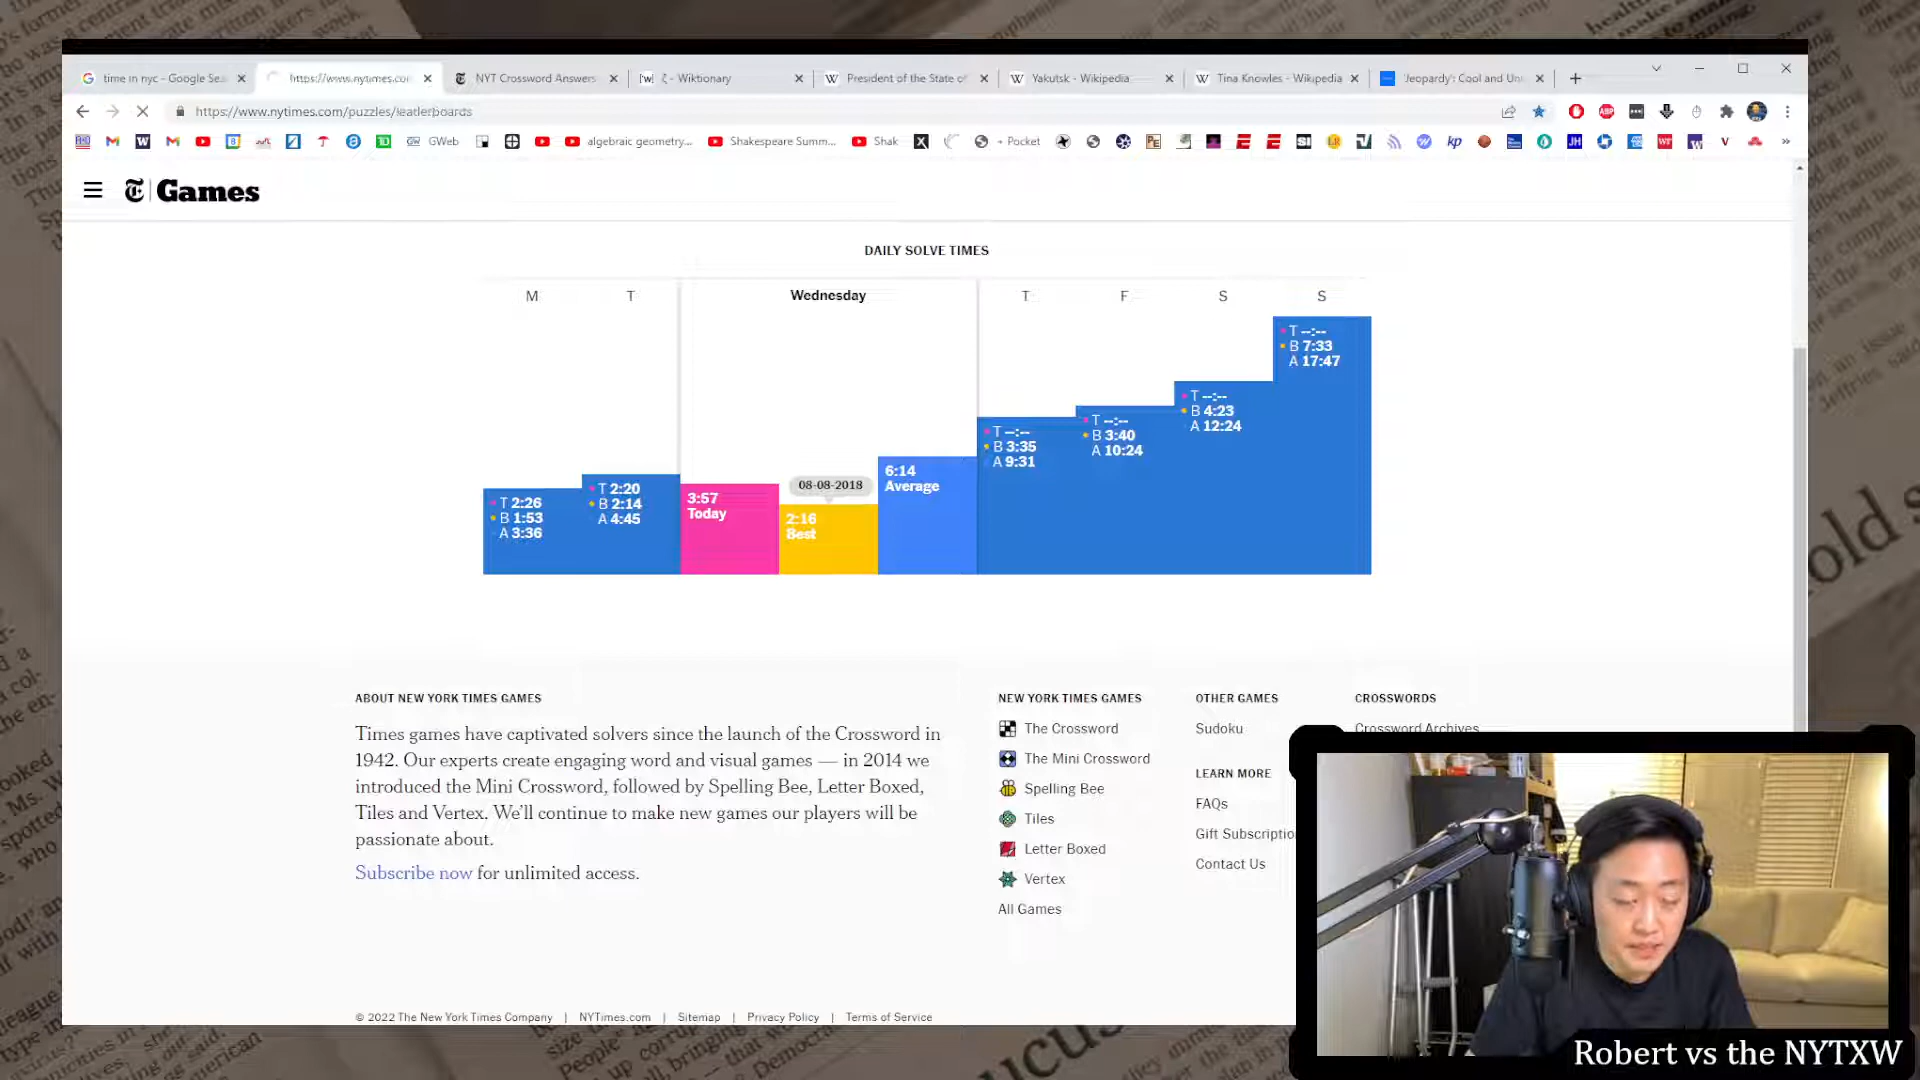 time in nyc - Google Sea
https://www.nytimes.com
NYT Crossword Answers
[w] ζ - Wiktionary
W President of the State of
W Yakutsk - Wikipedia
W Tina Knowles - Wikipedia
'Jeopardy': Cool and Unu
https://www.nytimes.com/puzzles/leaderboards
GWeb
algebraic geometry...
Shakespeare Summ...
Shak
+ Pocket
Games
DAILY SOLVE TIMES
M
T
Wednesday
T
F
S
S
T 2:26
B 1:53
A 3:36
T 2:20
B 2:14
A 4:45
3:57
Today
08-08-2018
2:16
Best
6:14
Average
T --:--
B 3:35
A 9:31
T --:--
B 3:40
A 10:24
T --:--
B 4:23
A 12:24
T --:--
B 7:33
A 17:47
ABOUT NEW YORK TIMES GAMES
Times games have captivated solvers since the launch of the Crossword in
1942. Our experts create engaging word and visual games — in 2014 we
introduced the Mini Crossword, followed by Spelling Bee, Letter Boxed,
Tiles and Vertex. We'll continue to make new games our players will be
passionate about.
Subscribe now for unlimited access.
NEW YORK TIMES GAMES
The Crossword
The Mini Crossword
Spelling Bee
Tiles
Letter Boxed
Vertex
All Games
OTHER GAMES
Sudoku
LEARN MORE
FAQs
Gift Subscriptio
Contact Us
CROSSWORDS
Crossword Archives
© 2022 The New York Times Company | NYTimes.com | Sitemap | Privacy Policy | Terms of Service
Robert vs the NYTXW